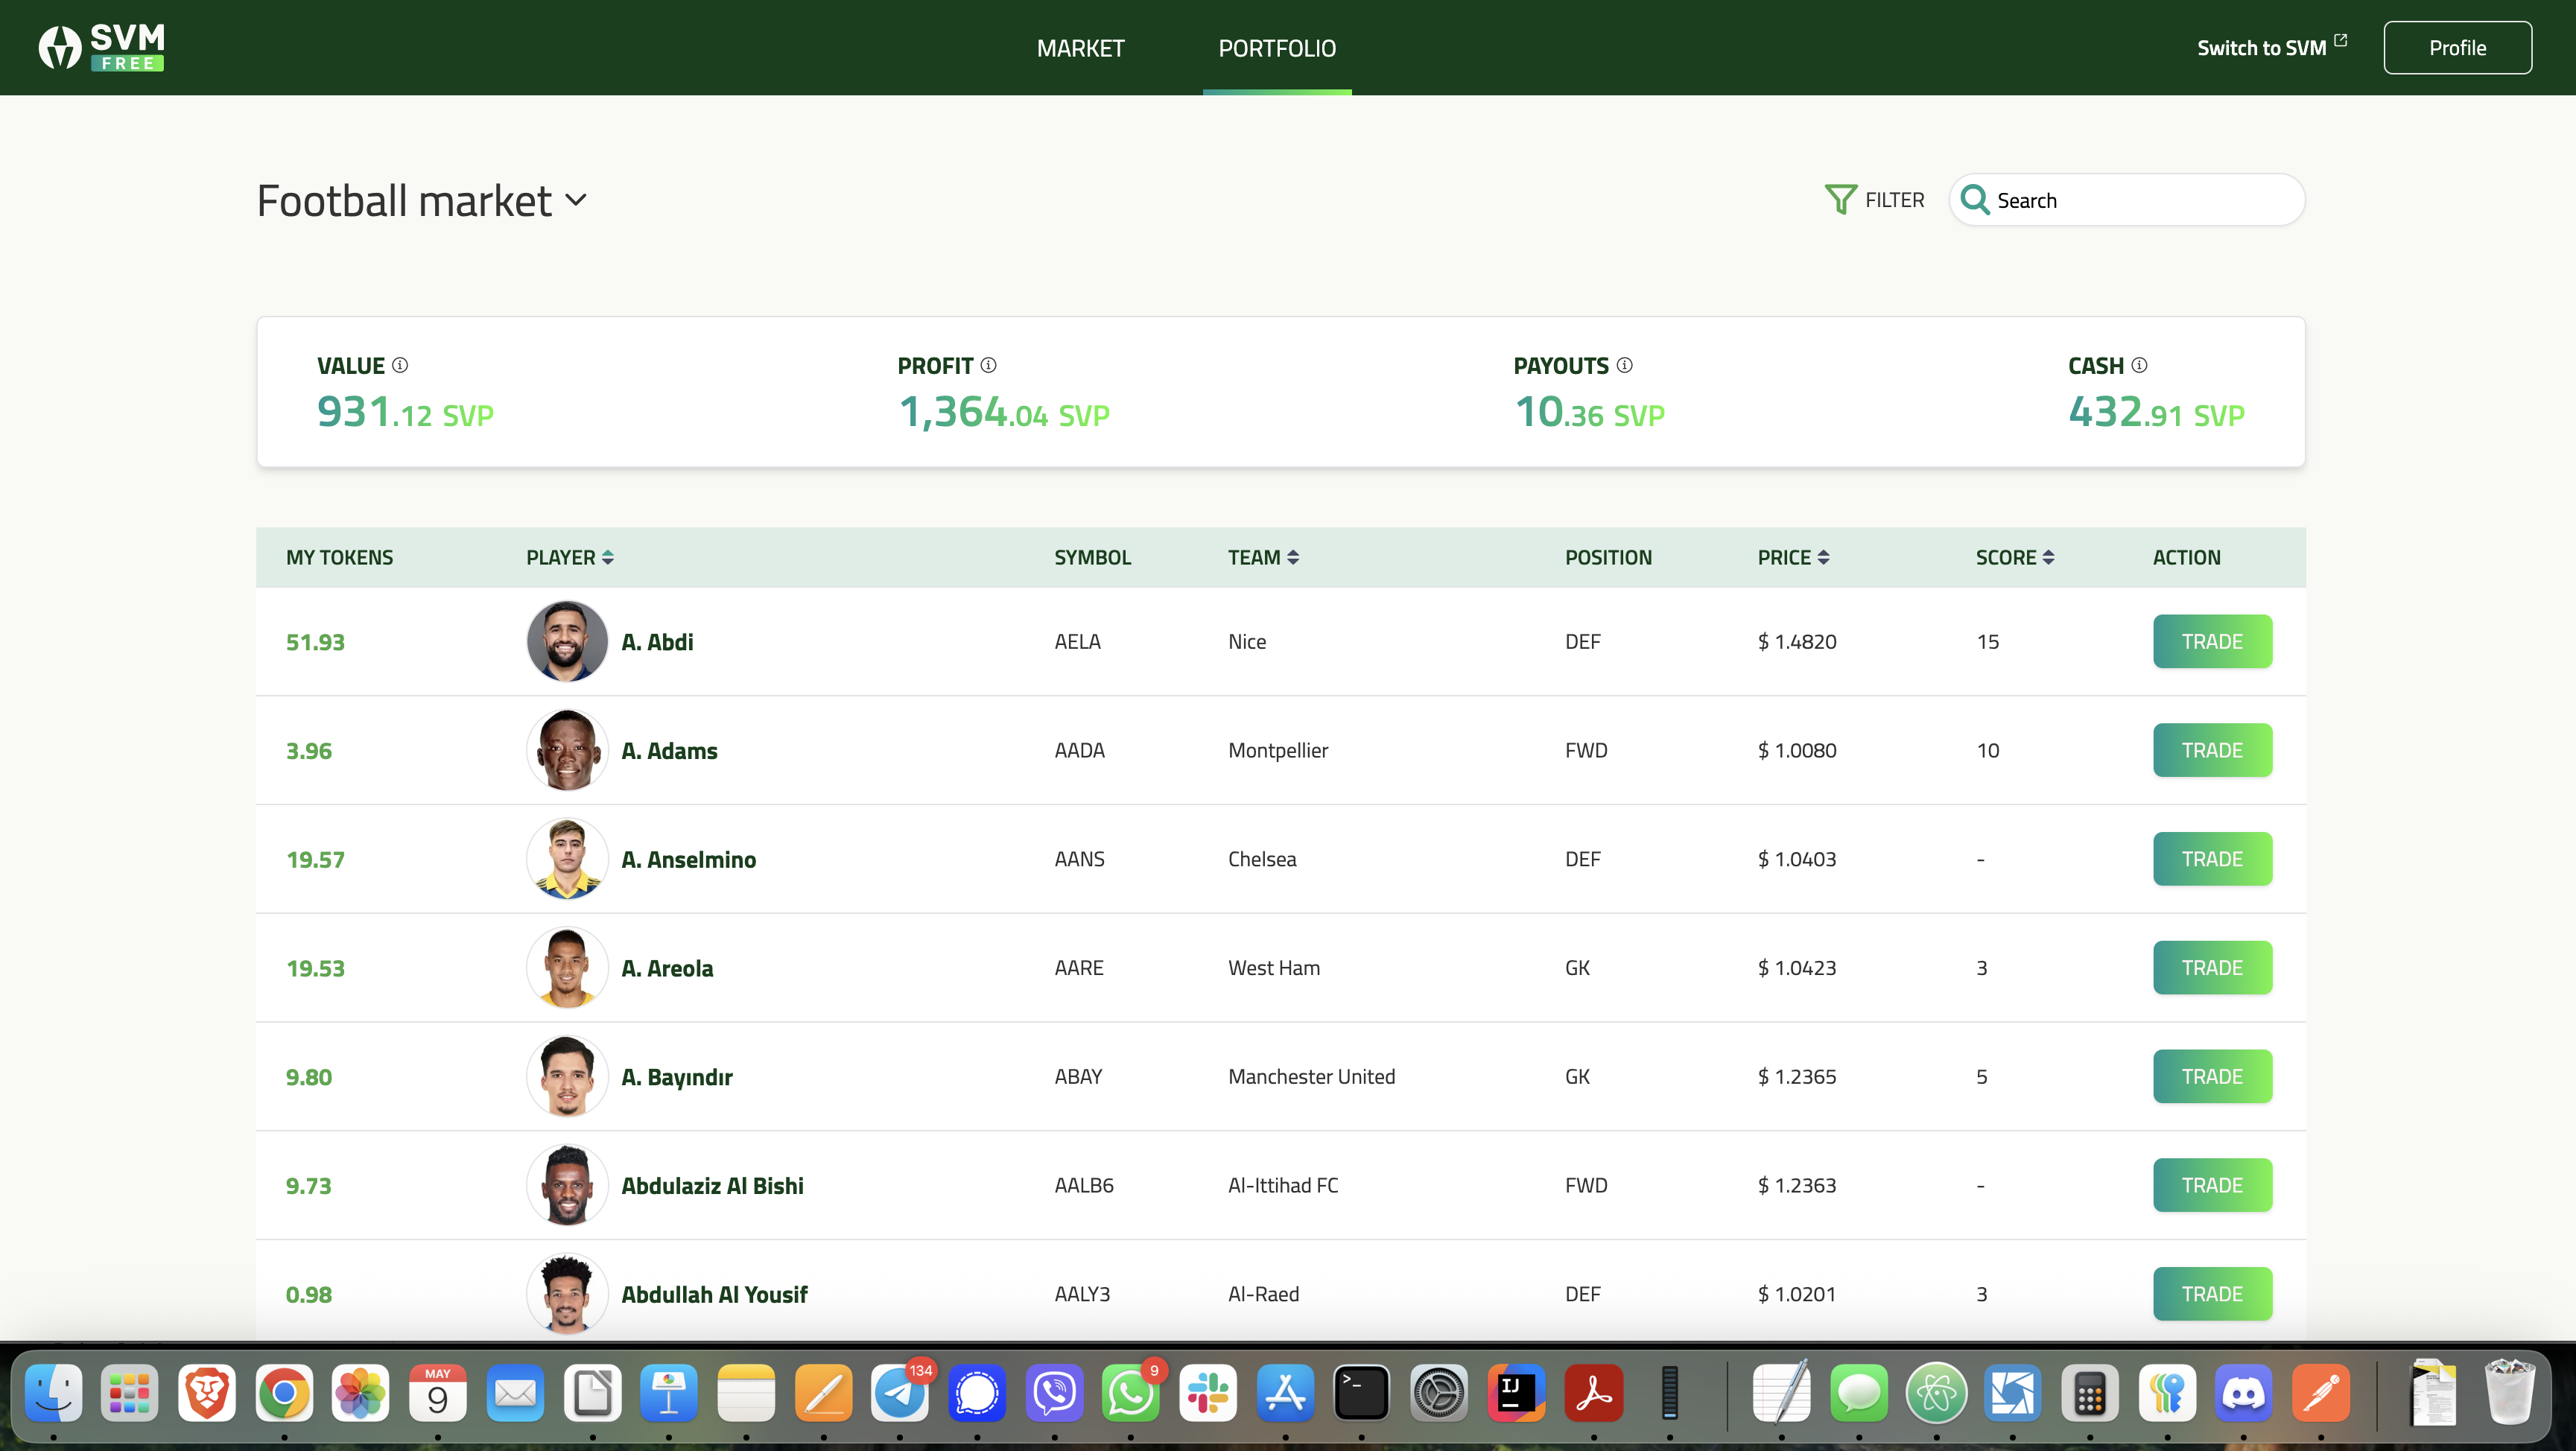 SVM
FREE
MARKET
PORTFOLIO
Switch to SVM
Profile
Football market
FILTER
Search
VALUE
PROFIT
PAYOUTS
CASH
931.12 SVP
1,364.04 SVP
10.36 SVP
432.91 SVP
MY TOKENS PLAYER SYMBOL TEAM POSITION PRICE SCORE ACTION
51.93 A. Abdi AELA Nice DEF $ 1.4820 15 TRADE
3.96 A. Adams AADA Montpellier FWD $ 1.0080 10 TRADE
19.57 A. Anselmino AANS Chelsea DEF $ 1.0403 - TRADE
19.53 A. Areola AARE West Ham GK $ 1.0423 3 TRADE
9.80 A. Bayındır ABAY Manchester United GK $ 1.2365 5 TRADE
9.73 Abdulaziz Al Bishi AALB6 Al-Ittihad FC FWD $ 1.2363 - TRADE
0.98 Abdullah Al Yousif AALY3 Al-Raed DEF $ 1.0201 3 TRADE
MAY
9
134
9
>_
IJ